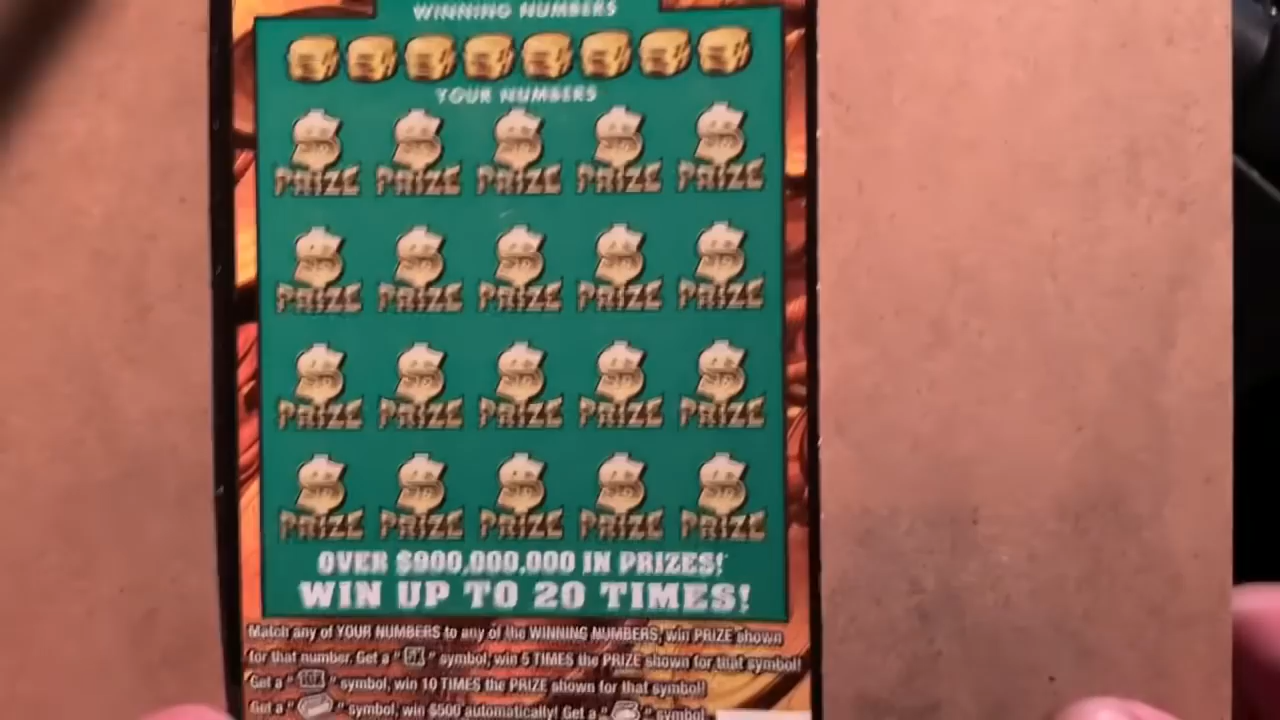 WINNING NUMBERS
YOUR NUMBERS
PRIZE PRIZE PRIZE PRIZE PRIZE
PRIZE PRIZE PRIZE PRIZE PRIZE
PRIZE PRIZE PRIZE PRIZE PRIZE
PRIZE PRIZE PRIZE PRIZE PRIZE
OVER $900,000,000 IN PRIZES!
WIN UP TO 20 TIMES!
Match any of YOUR NUMBERS to any of the WINNING NUMBERS, win PRIZE shown
for that number. Get a "5X" symbol, win 5 TIMES the PRIZE shown for that symbol!
Get a "10X" symbol, win 10 TIMES the PRIZE shown for that symbol!
Get a " " symbol, win $500 automatically! Get a " " symbol